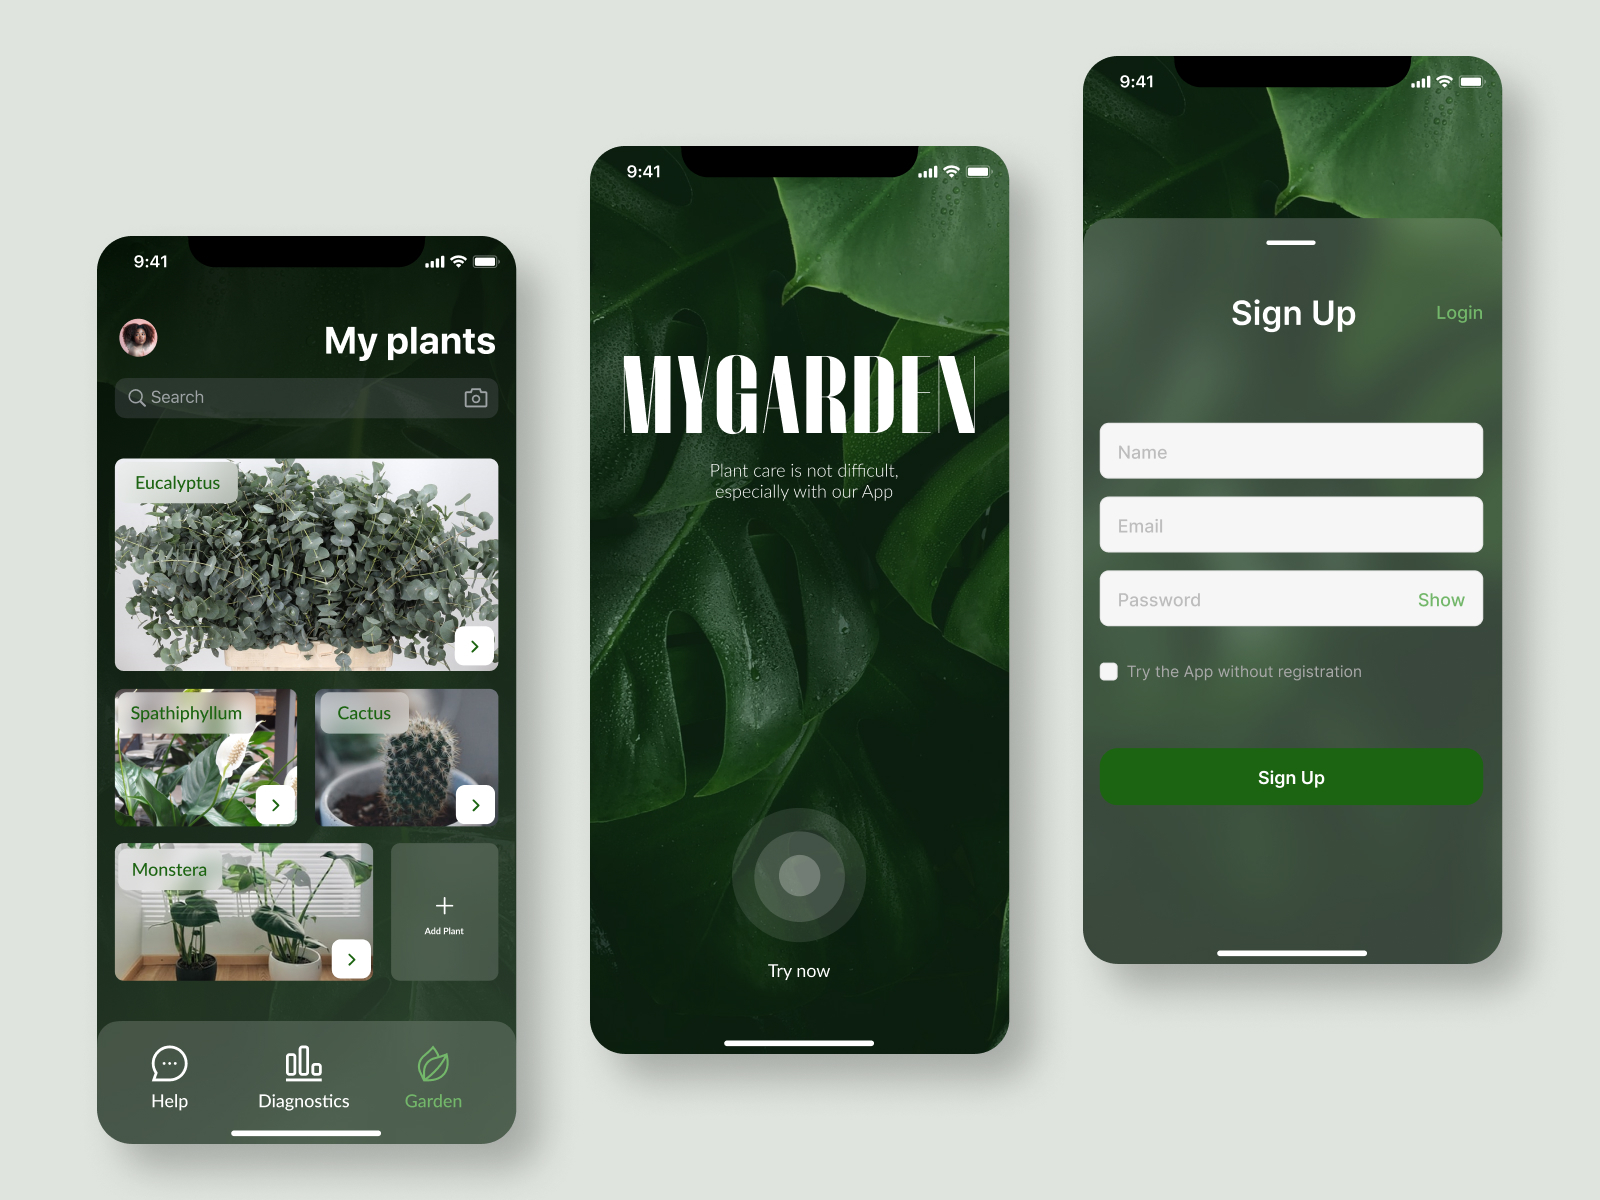 9:41
My plants
Search
Eucalyptus
Spathiphyllum
Cactus
Monstera
Add Plant
Help
Diagnostics
Garden
9:41
MYGARDEN
Plant care is not difficult,
especially with our App
Try now
9:41
Sign Up
Login
Name
Email
Password
Show
Try the App without registration
Sign Up